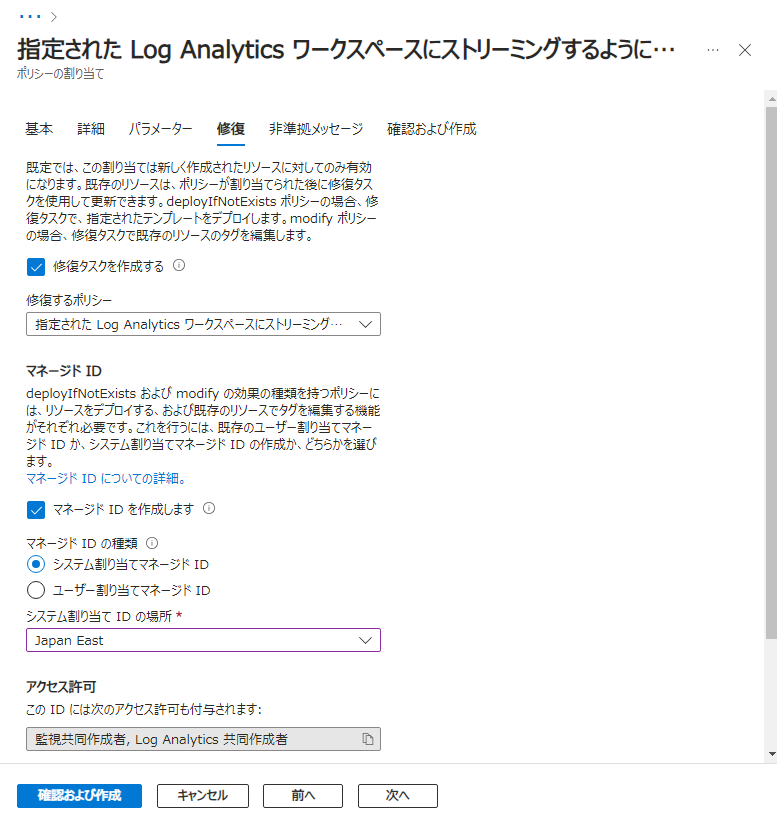 … >
指定された Log Analytics ワークスペースにストリーミングするように…
ポリシーの割り当て
基本 詳細 パラメーター 修復 非準拠メッセージ 確認および作成
既定では、この割り当ては新しく作成されたリソースに対してのみ有効
になります。既存のリソースは、ポリシーが割り当てられた後に修復タス
クを使用して更新できます。deployIfNotExists ポリシーの場合、修
復タスクで、指定されたテンプレートをデプロイします。modify ポリシー
の場合、修復タスクで既存のリソースのタグを編集します。
修復タスクを作成する
修復するポリシー
指定された Log Analytics ワークスペースにストリーミング…
マネージド ID
deployIfNotExists および modify の効果の種類を持つポリシーに
は、リソースをデプロイする、および既存のリソースでタグを編集する機能
がそれぞれ必要です。これを行うには、既存のユーザー割り当てマネー
ジド ID か、システム割り当てマネージド ID の作成か、どちらかを選び
ます。
マネージド ID についての詳細。
マネージド ID を作成します
マネージド ID の種類
システム割り当てマネージド ID
ユーザー割り当てマネージド ID
システム割り当て ID の場所 *
Japan East
アクセス許可
この ID には次のアクセス許可も付与されます:
監視共同作成者, Log Analytics 共同作成者
確認および作成 キャンセル 前へ 次へ